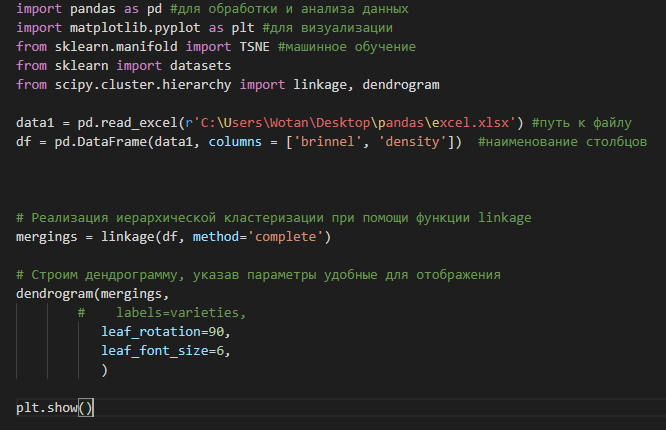 import pandas as pd #для обработки и анализа данных
import matplotlib.pyplot as plt #для визуализации
from sklearn.manifold import TSNE #машинное обучение
from sklearn import datasets
from scipy.cluster.hierarchy import linkage, dendrogram
data1 = pd.read_excel(r'C:\Users\Wotan\Desktop\pandas\excel.xlsx') #путь к файлу
df = pd.DataFrame(data1, columns = ['brinnel', 'density'])  #наименование столбцов
# Реализация иерархической кластеризации при помощи функции linkage
mergings = linkage(df, method='complete')
# Строим дендрограмму, указав параметры удобные для отображения
dendrogram(mergings,
        #    labels=varieties,
           leaf_rotation=90,
           leaf_font_size=6,
           )
plt.show()